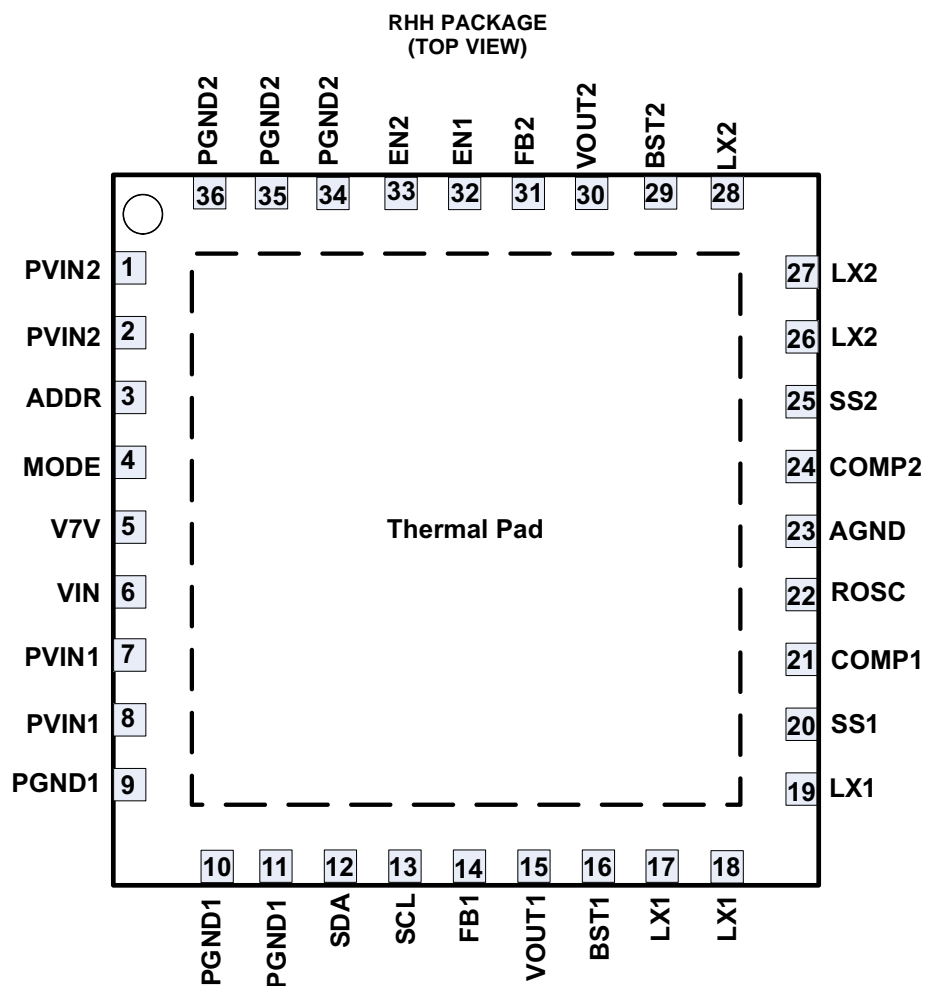 RHH PACKAGE
(TOP VIEW)
PGND2
PGND2
PGND2
EN2
EN1
FB2
VOUT2
BST2
LX2
36
35
34
33
32
31
30
29
28
PVIN2 1
PVIN2 2
ADDR 3
MODE 4
V7V 5
VIN 6
PVIN1 7
PVIN1 8
PGND1 9
Thermal Pad
27 LX2
26 LX2
25 SS2
24 COMP2
23 AGND
22 ROSC
21 COMP1
20 SS1
19 LX1
10
11
12
13
14
15
16
17
18
PGND1
PGND1
SDA
SCL
FB1
VOUT1
BST1
LX1
LX1